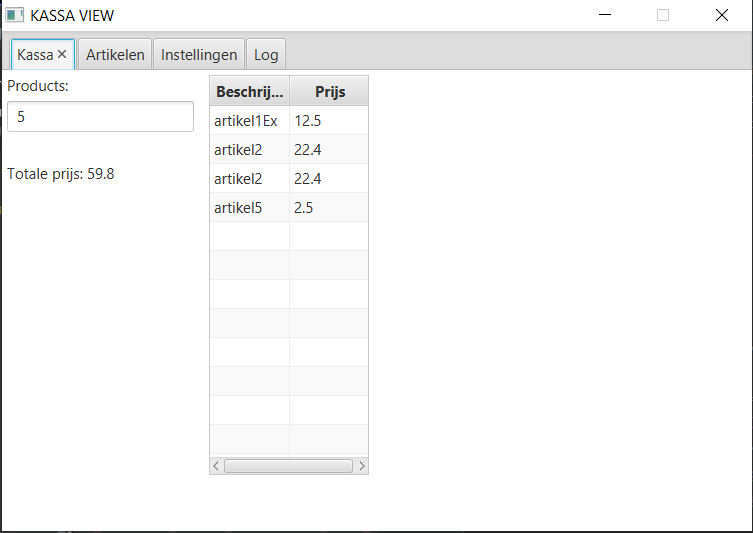 KASSA VIEW
Kassa Artikelen Instellingen Log
Products:
5
Totale prijs: 59.8
Beschrij... Prijs
artikel1Ex 12.5
artikel2 22.4
artikel2 22.4
artikel5 2.5